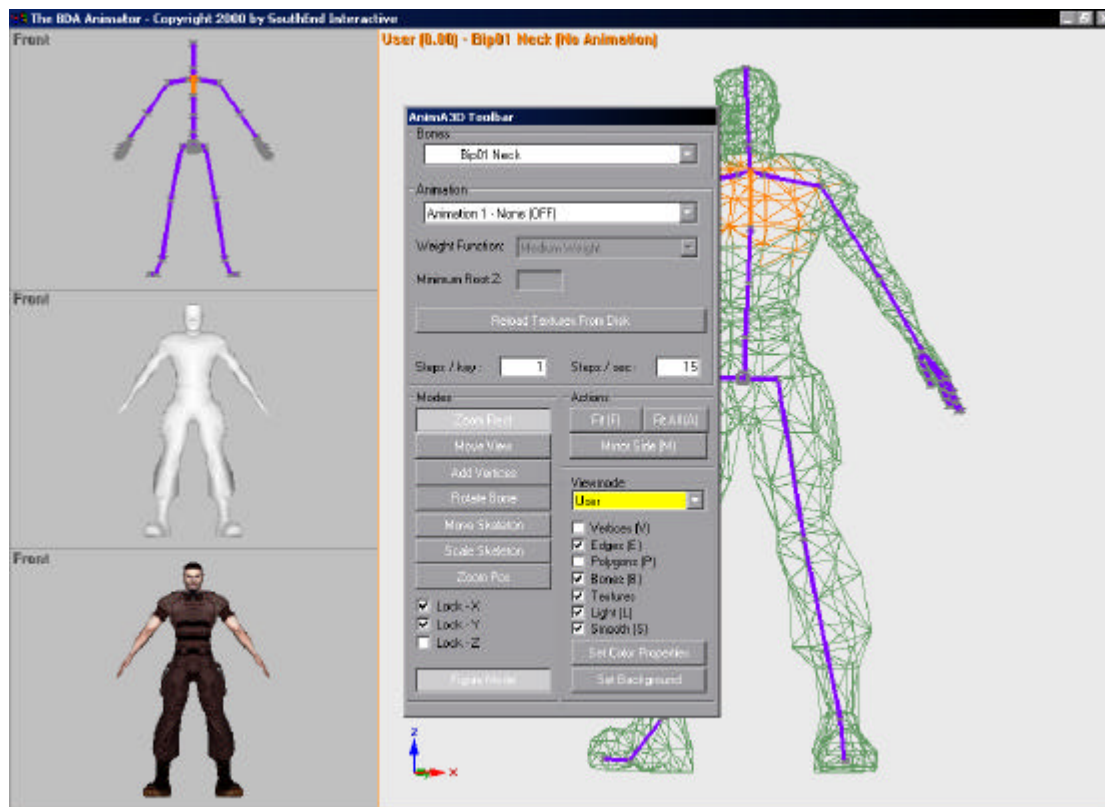 The BDA Animator - Copyright 2000 by SouthEnd Interactive
Front
Front
Front
User (0.00) - Bip01 Neck (No Animation)
AnimA3D Toolbar
Bones
Bip01 Neck
Animation
Animation 1 - None (OFF)
Weight Function: Medium Weight
Minimum Root Z:
Reload Textures From Disk
Steps / key : 1 Steps / sec : 15
Modes
Zoom Rect
Move View
Add Vertices
Rotate Bone
Move Skeleton
Scale Skeleton
Zoom Pos
Lock - X
Lock - Y
Lock - Z
Figure Mode!
Actions
Fit (F) Fit All (A)
Mirror Side (M)
Viewmode
User
Vertices (V)
Edges (E)
Polygons (P)
Bones (B)
Textures
Light (L)
Smooth (S)
Set Color Properties
Set Background
Z
X